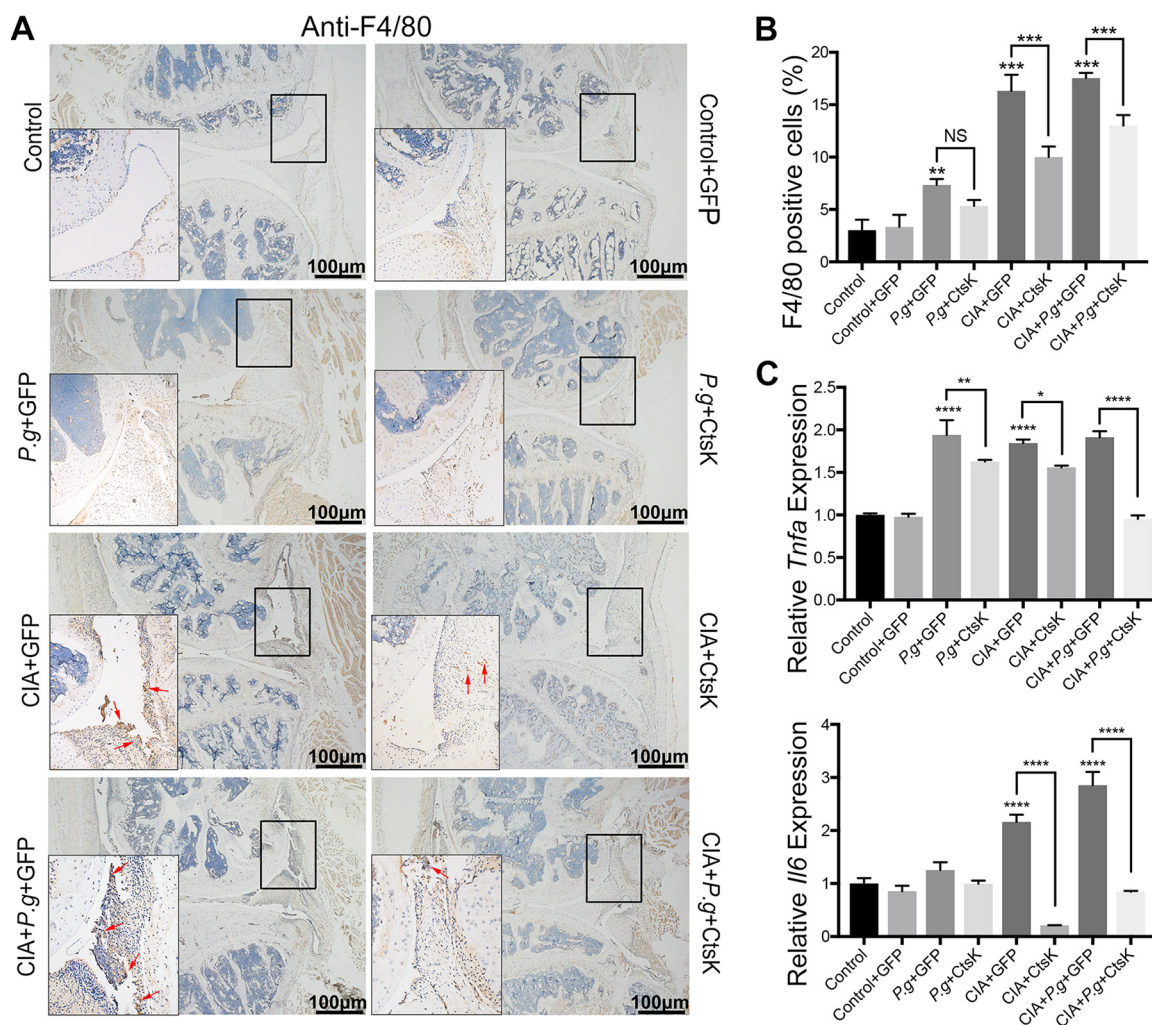 A
Anti-F4/80
Control
100µm
Control+GFP
100µm
P.g+GFP
100µm
P.g+CtsK
100µm
CIA+GFP
100µm
CIA+CtsK
100µm
CIA+P.g+GFP
100µm
CIA+P.g+CtsK
100µm
B
F4/80 positive cells (%)
20
15
10
5
0
**
NS
***
***
***
***
Control
Control+GFP
P.g+GFP
P.g+CtsK
CIA+GFP
CIA+CtsK
CIA+P.g+GFP
CIA+P.g+CtsK
C
Relative Tnfa Expression
2.5
2.0
1.5
1.0
0.5
0.0
****
**
****
*
****
Control
Control+GFP
P.g+GFP
P.g+CtsK
CIA+GFP
CIA+CtsK
CIA+P.g+GFP
CIA+P.g+CtsK
Relative Il6 Expression
4
3
2
1
0
****
****
****
****
Control
Control+GFP
P.g+GFP
P.g+CtsK
CIA+GFP
CIA+CtsK
CIA+P.g+GFP
CIA+P.g+CtsK